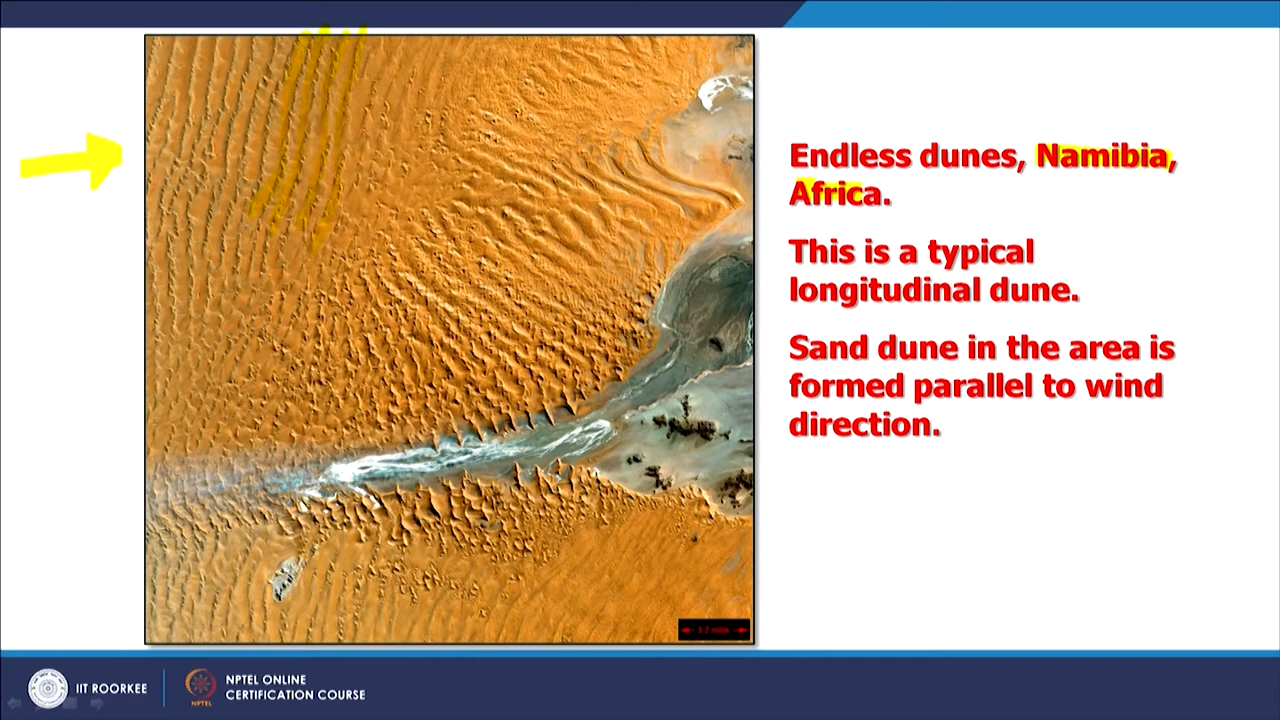 Endless dunes, Namibia,
Africa.
This is a typical
longitudinal dune.
Sand dune in the area is
formed parallel to wind
direction.
IIT ROORKEE
NPTEL
NPTEL ONLINE
CERTIFICATION COURSE